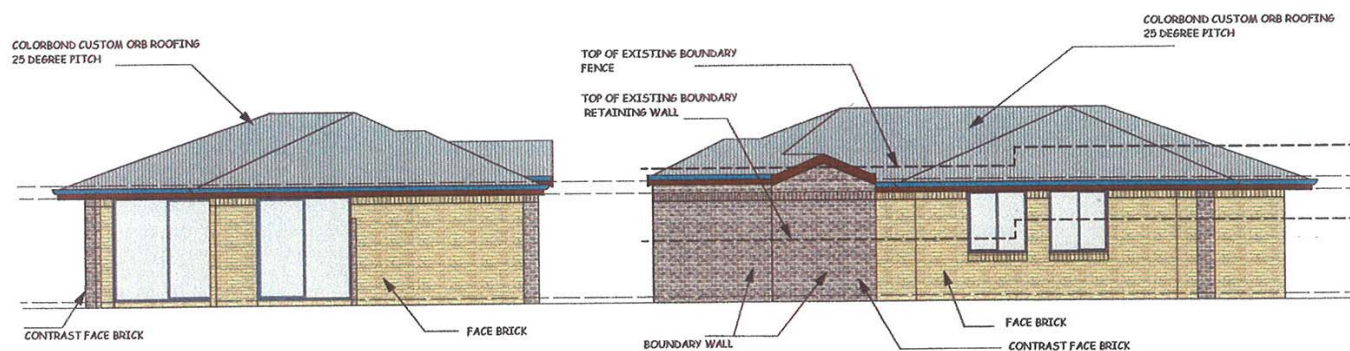 COLORBOND CUSTOM ORB ROOFING
25 DEGREE PITCH
CONTRAST FACE BRICK
FACE BRICK
TOP OF EXISTING BOUNDARY
FENCE
TOP OF EXISTING BOUNDARY
RETAINING WALL
COLORBOND CUSTOM ORB ROOFING
25 DEGREE PITCH
BOUNDARY WALL
CONTRAST FACE BRICK
FACE BRICK